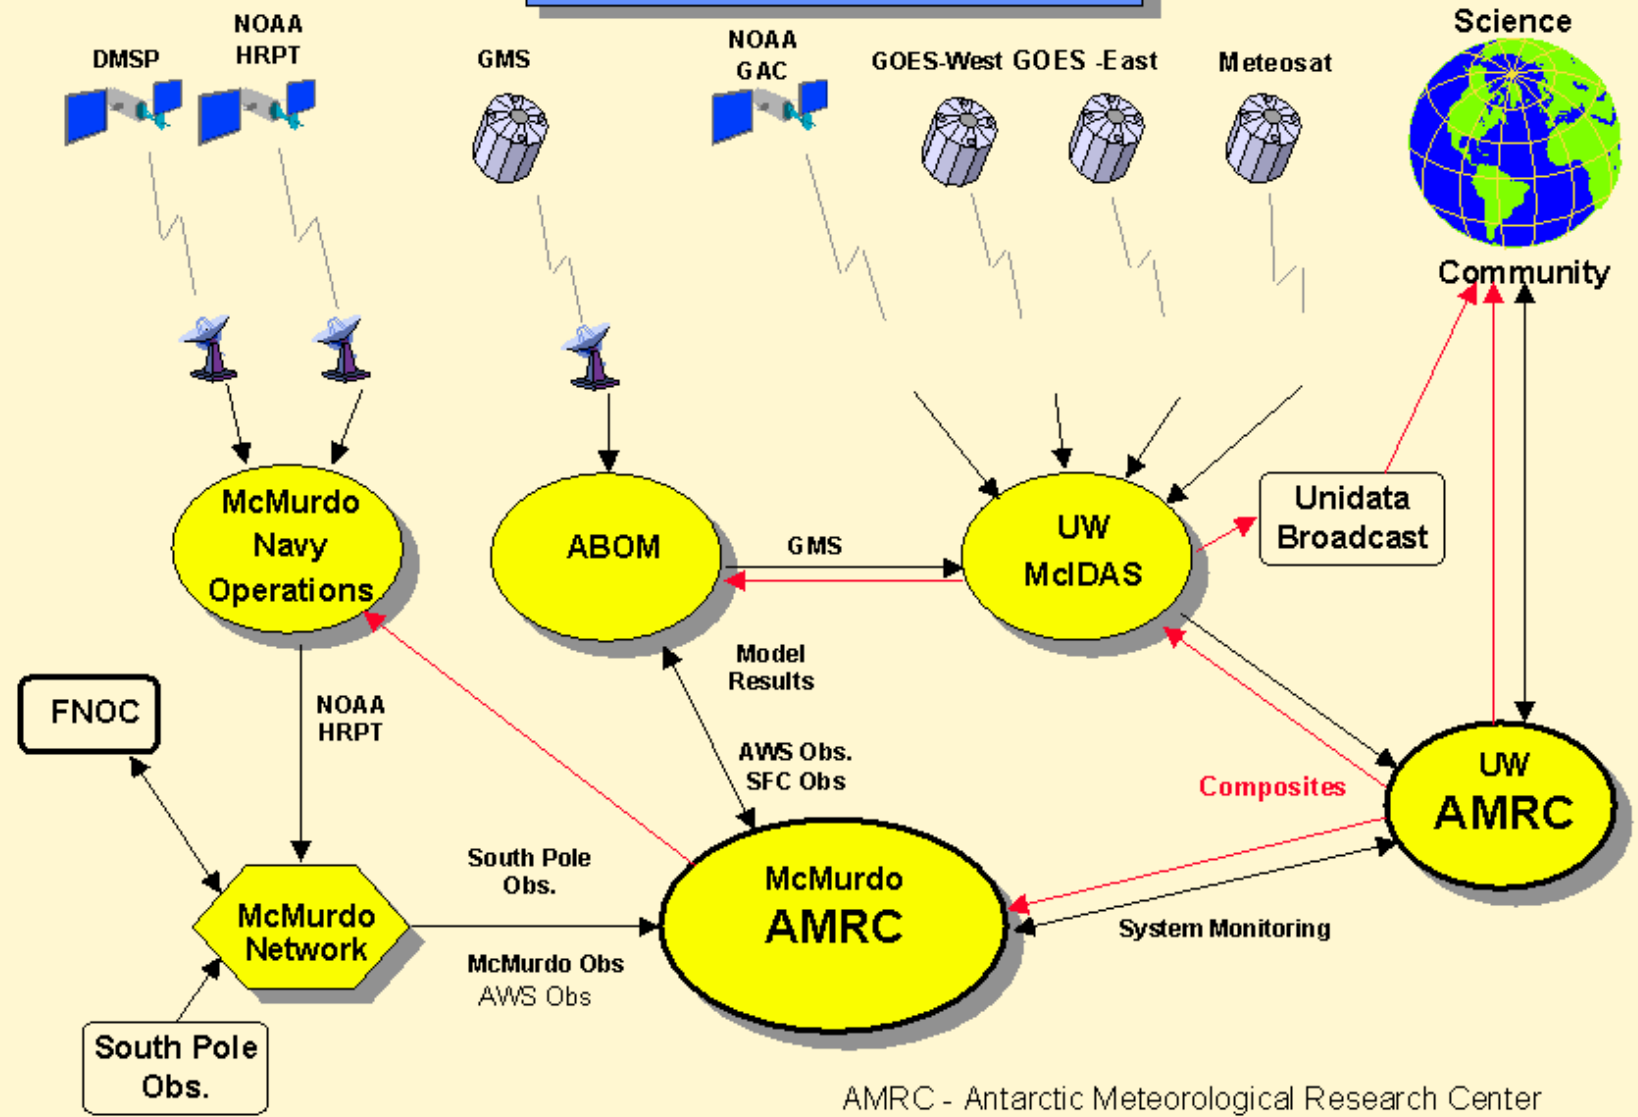 Science
NOAA
HRPT
DMSP
GMS
NOAA
GAC
GOES-West GOES -East
Meteosat
Community
McMurdo
Navy
Operations
ABOM
GMS
UW
McIDAS
Unidata
Broadcast
FNOC
NOAA
HRPT
Model
Results
AWS Obs.
SFC Obs
Composites
UW
AMRC
South Pole
Obs.
McMurdo
AMRC
McMurdo
Network
System Monitoring
McMurdo Obs
AWS Obs
South Pole
Obs.
AMRC - Antarctic Meteorological Research Center